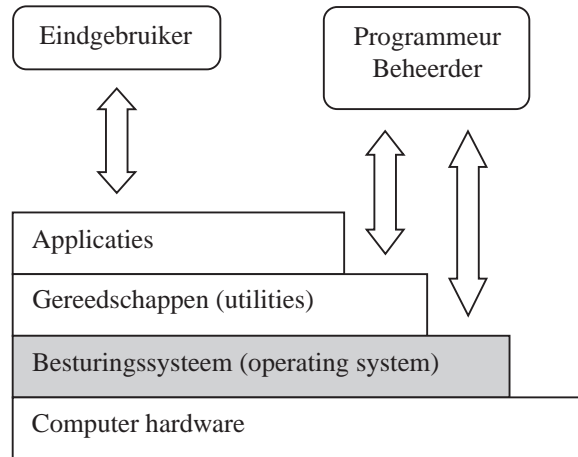 Eindgebruiker
Programmeur
Beheerder
Applicaties
Gereedschappen (utilities)
Besturingssysteem (operating system)
Computer hardware